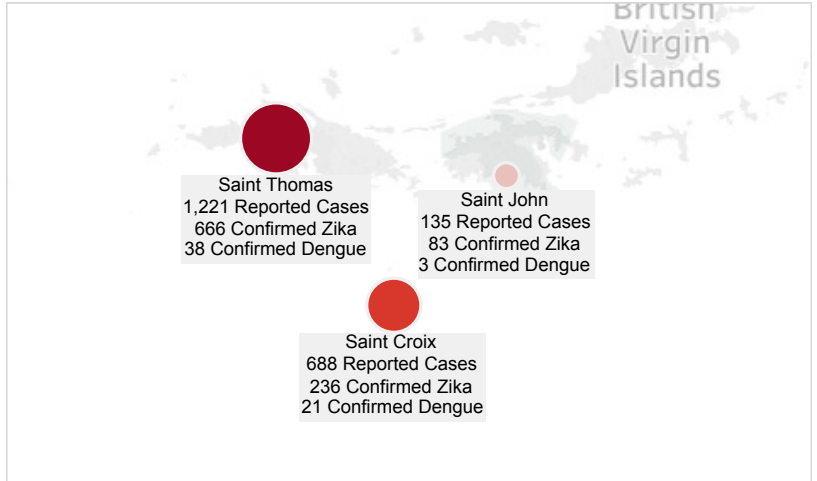 British
Virgin
Islands
Saint Thomas
1,221 Reported Cases
666 Confirmed Zika
38 Confirmed Dengue
Saint John
135 Reported Cases
83 Confirmed Zika
3 Confirmed Dengue
Saint Croix
688 Reported Cases
236 Confirmed Zika
21 Confirmed Dengue